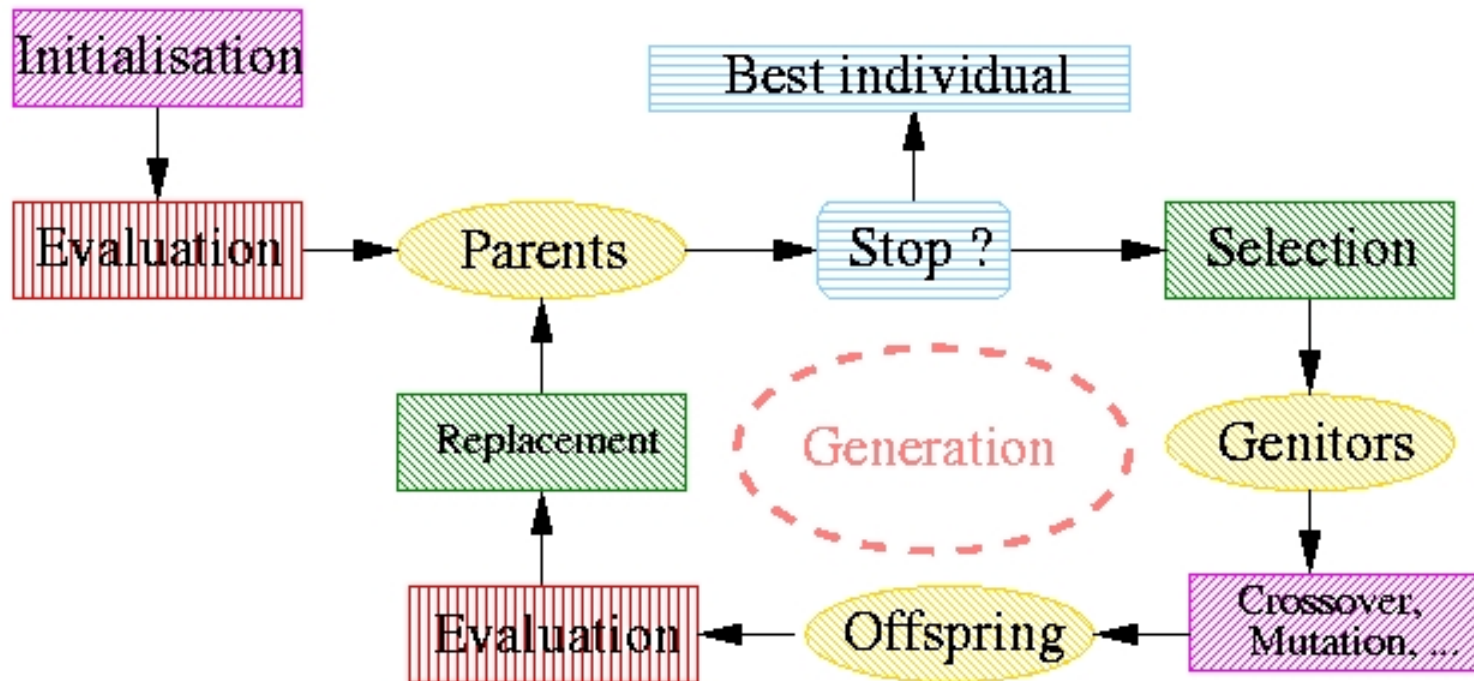 Initialisation
Best individual
Evaluation
Parents
Stop ?
Selection
Replacement
Generation
Genitors
Evaluation
Offspring
Crossover,
Mutation, ...